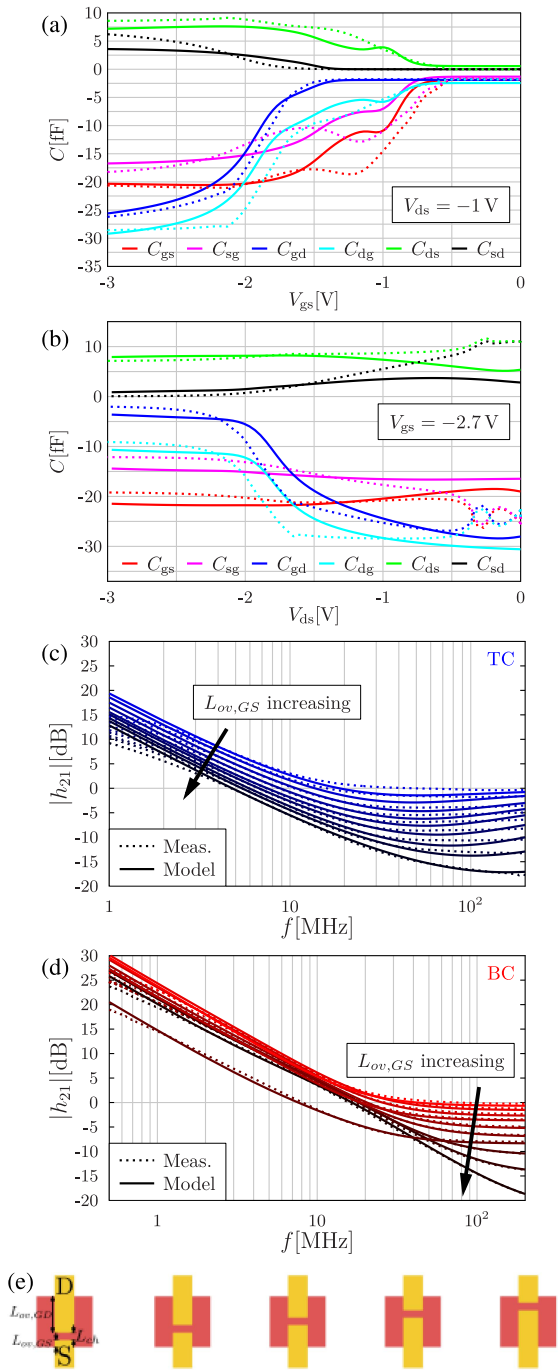 (a)
10
5
0
-5
-10
-15
-20
-25
-30
-35
C[fF]
V_ds = −1 V
C_gs C_sg C_gd C_dg C_ds C_sd
-3 -2 -1 0
V_gs[V]
(b)
10
0
-10
-20
-30
C[fF]
V_gs = −2.7 V
C_gs C_sg C_gd C_dg C_ds C_sd
-3 -2 -1 0
V_ds[V]
(c)
30
25
20
15
10
5
0
-5
-10
-15
-20
|h_21|[dB]
TC
L_ov,GS increasing
Meas.
Model
1 10 10^2
f[MHz]
(d)
30
25
20
15
10
5
0
-5
-10
-15
-20
|h_21|[dB]
BC
L_ov,GS increasing
Meas.
Model
1 10 10^2
f[MHz]
(e)
D
L_ov,GD
L_ov,GS
L_ch
S